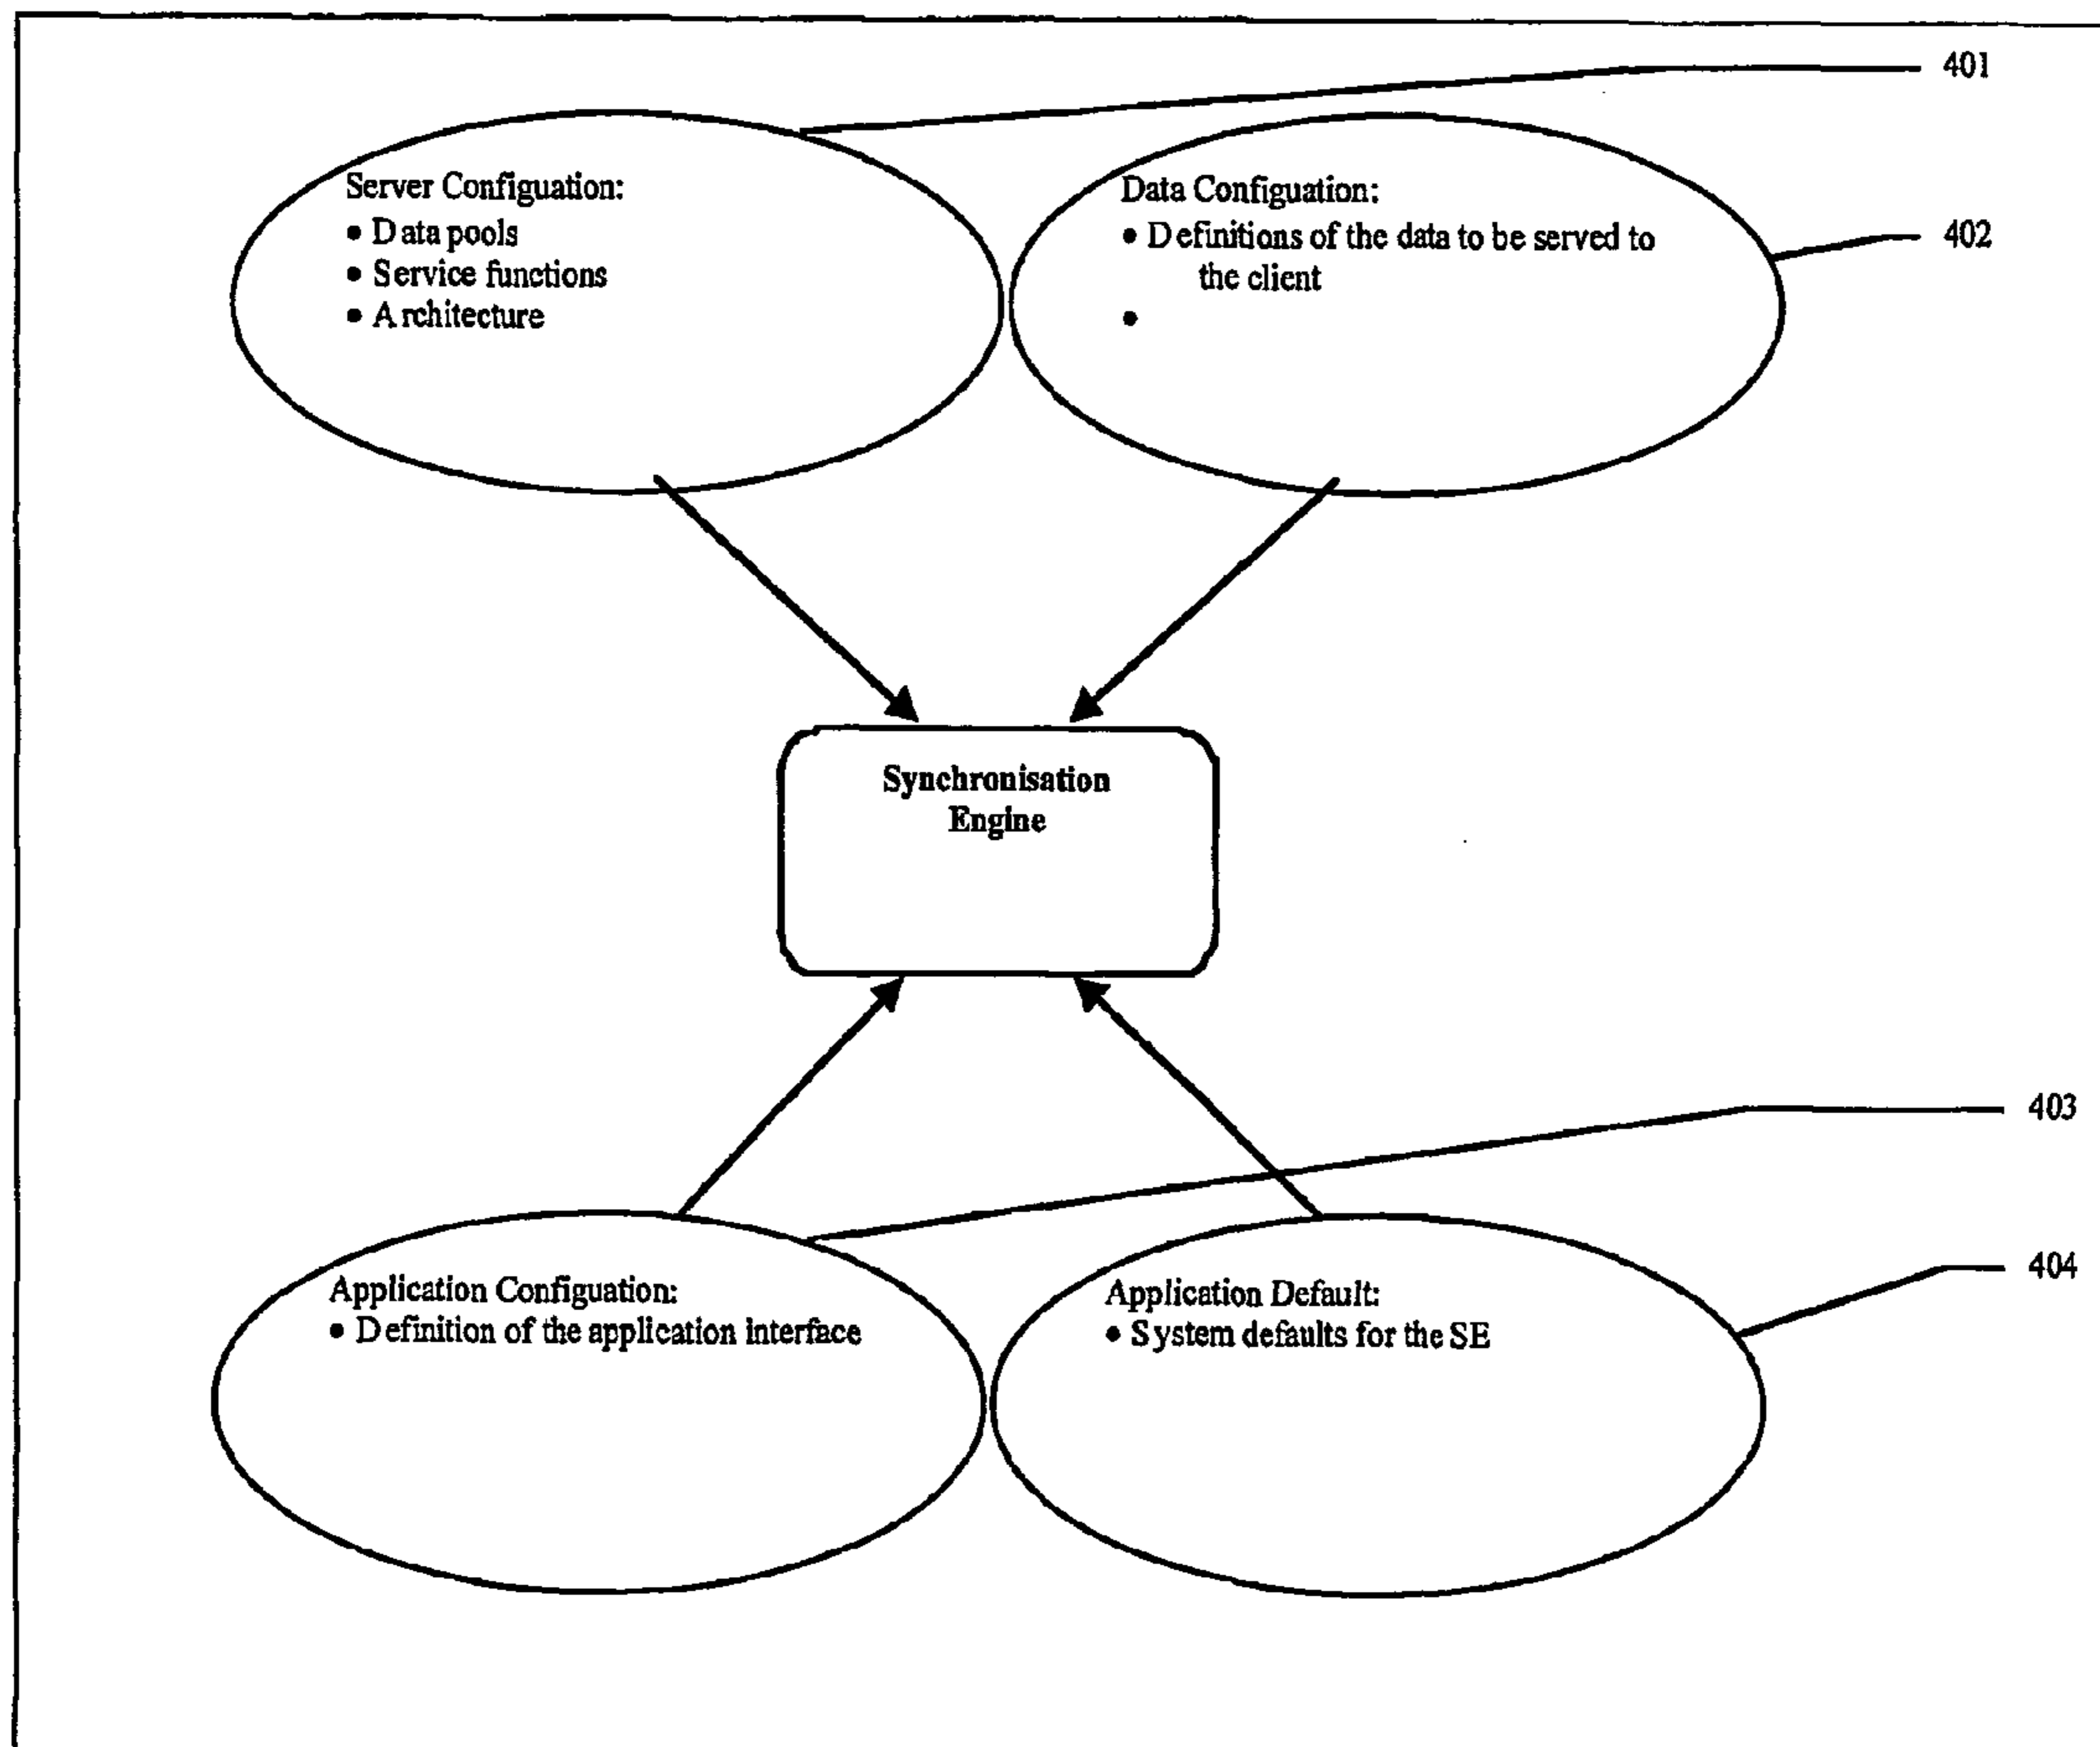 401
Server Configuation:
• Data pools
• Service functions
• Architecture
Data Configuation:
• Definitions of the data to be served to
the client
•
402
Synchronisation
Engine
403
Application Configuation:
• Definition of the application interface
Application Default:
• System defaults for the SE
404